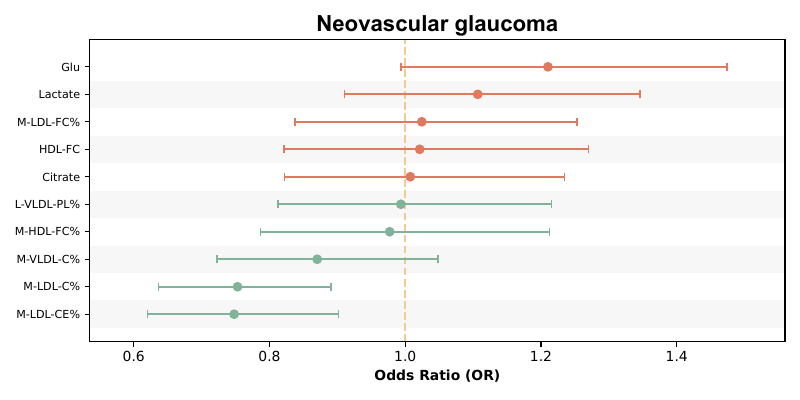 Neovascular glaucoma
Glu
Lactate
M-LDL-FC%
HDL-FC
Citrate
L-VLDL-PL%
M-HDL-FC%
M-VLDL-C%
M-LDL-C%
M-LDL-CE%
0.6 0.8 1.0 1.2 1.4
Odds Ratio (OR)